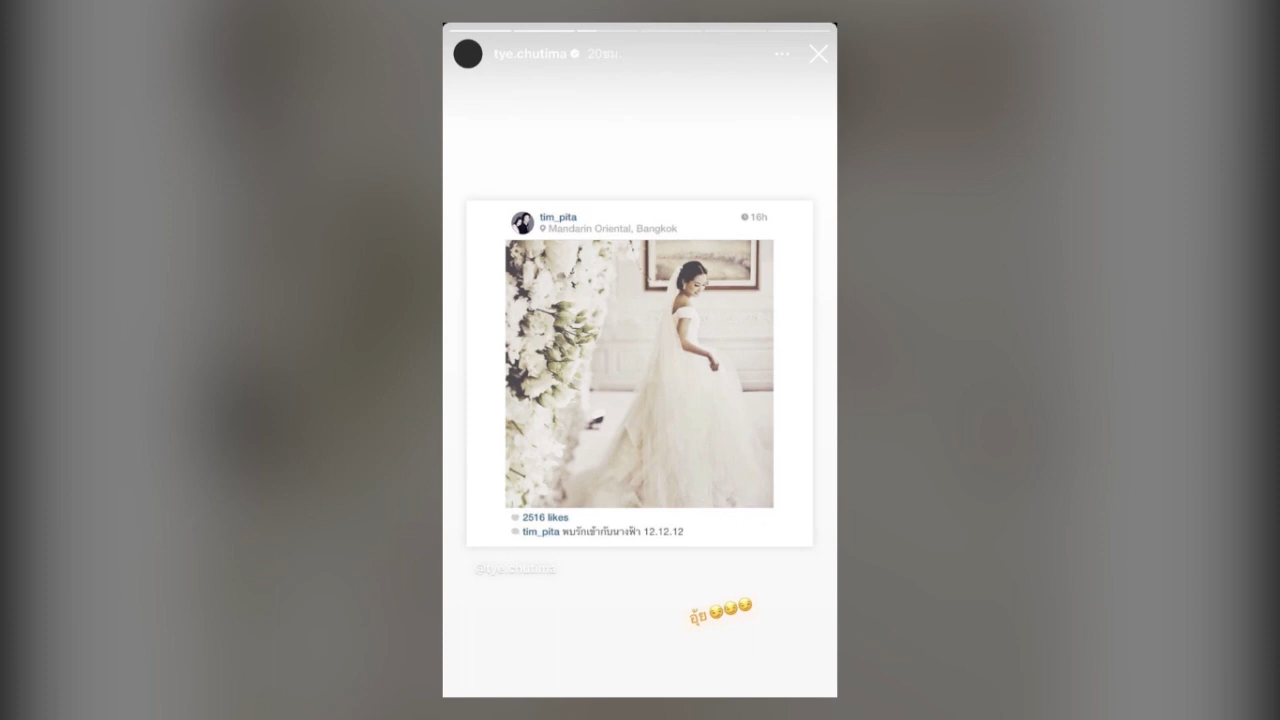 tye.chutima 20ชม.
tim_pita 16h
Mandarin Oriental, Bangkok
2516 likes
tim_pita พบรักเข้ากับนางฟ้า 12.12.12
@tye.chutima
อุ้ย😏😏😏